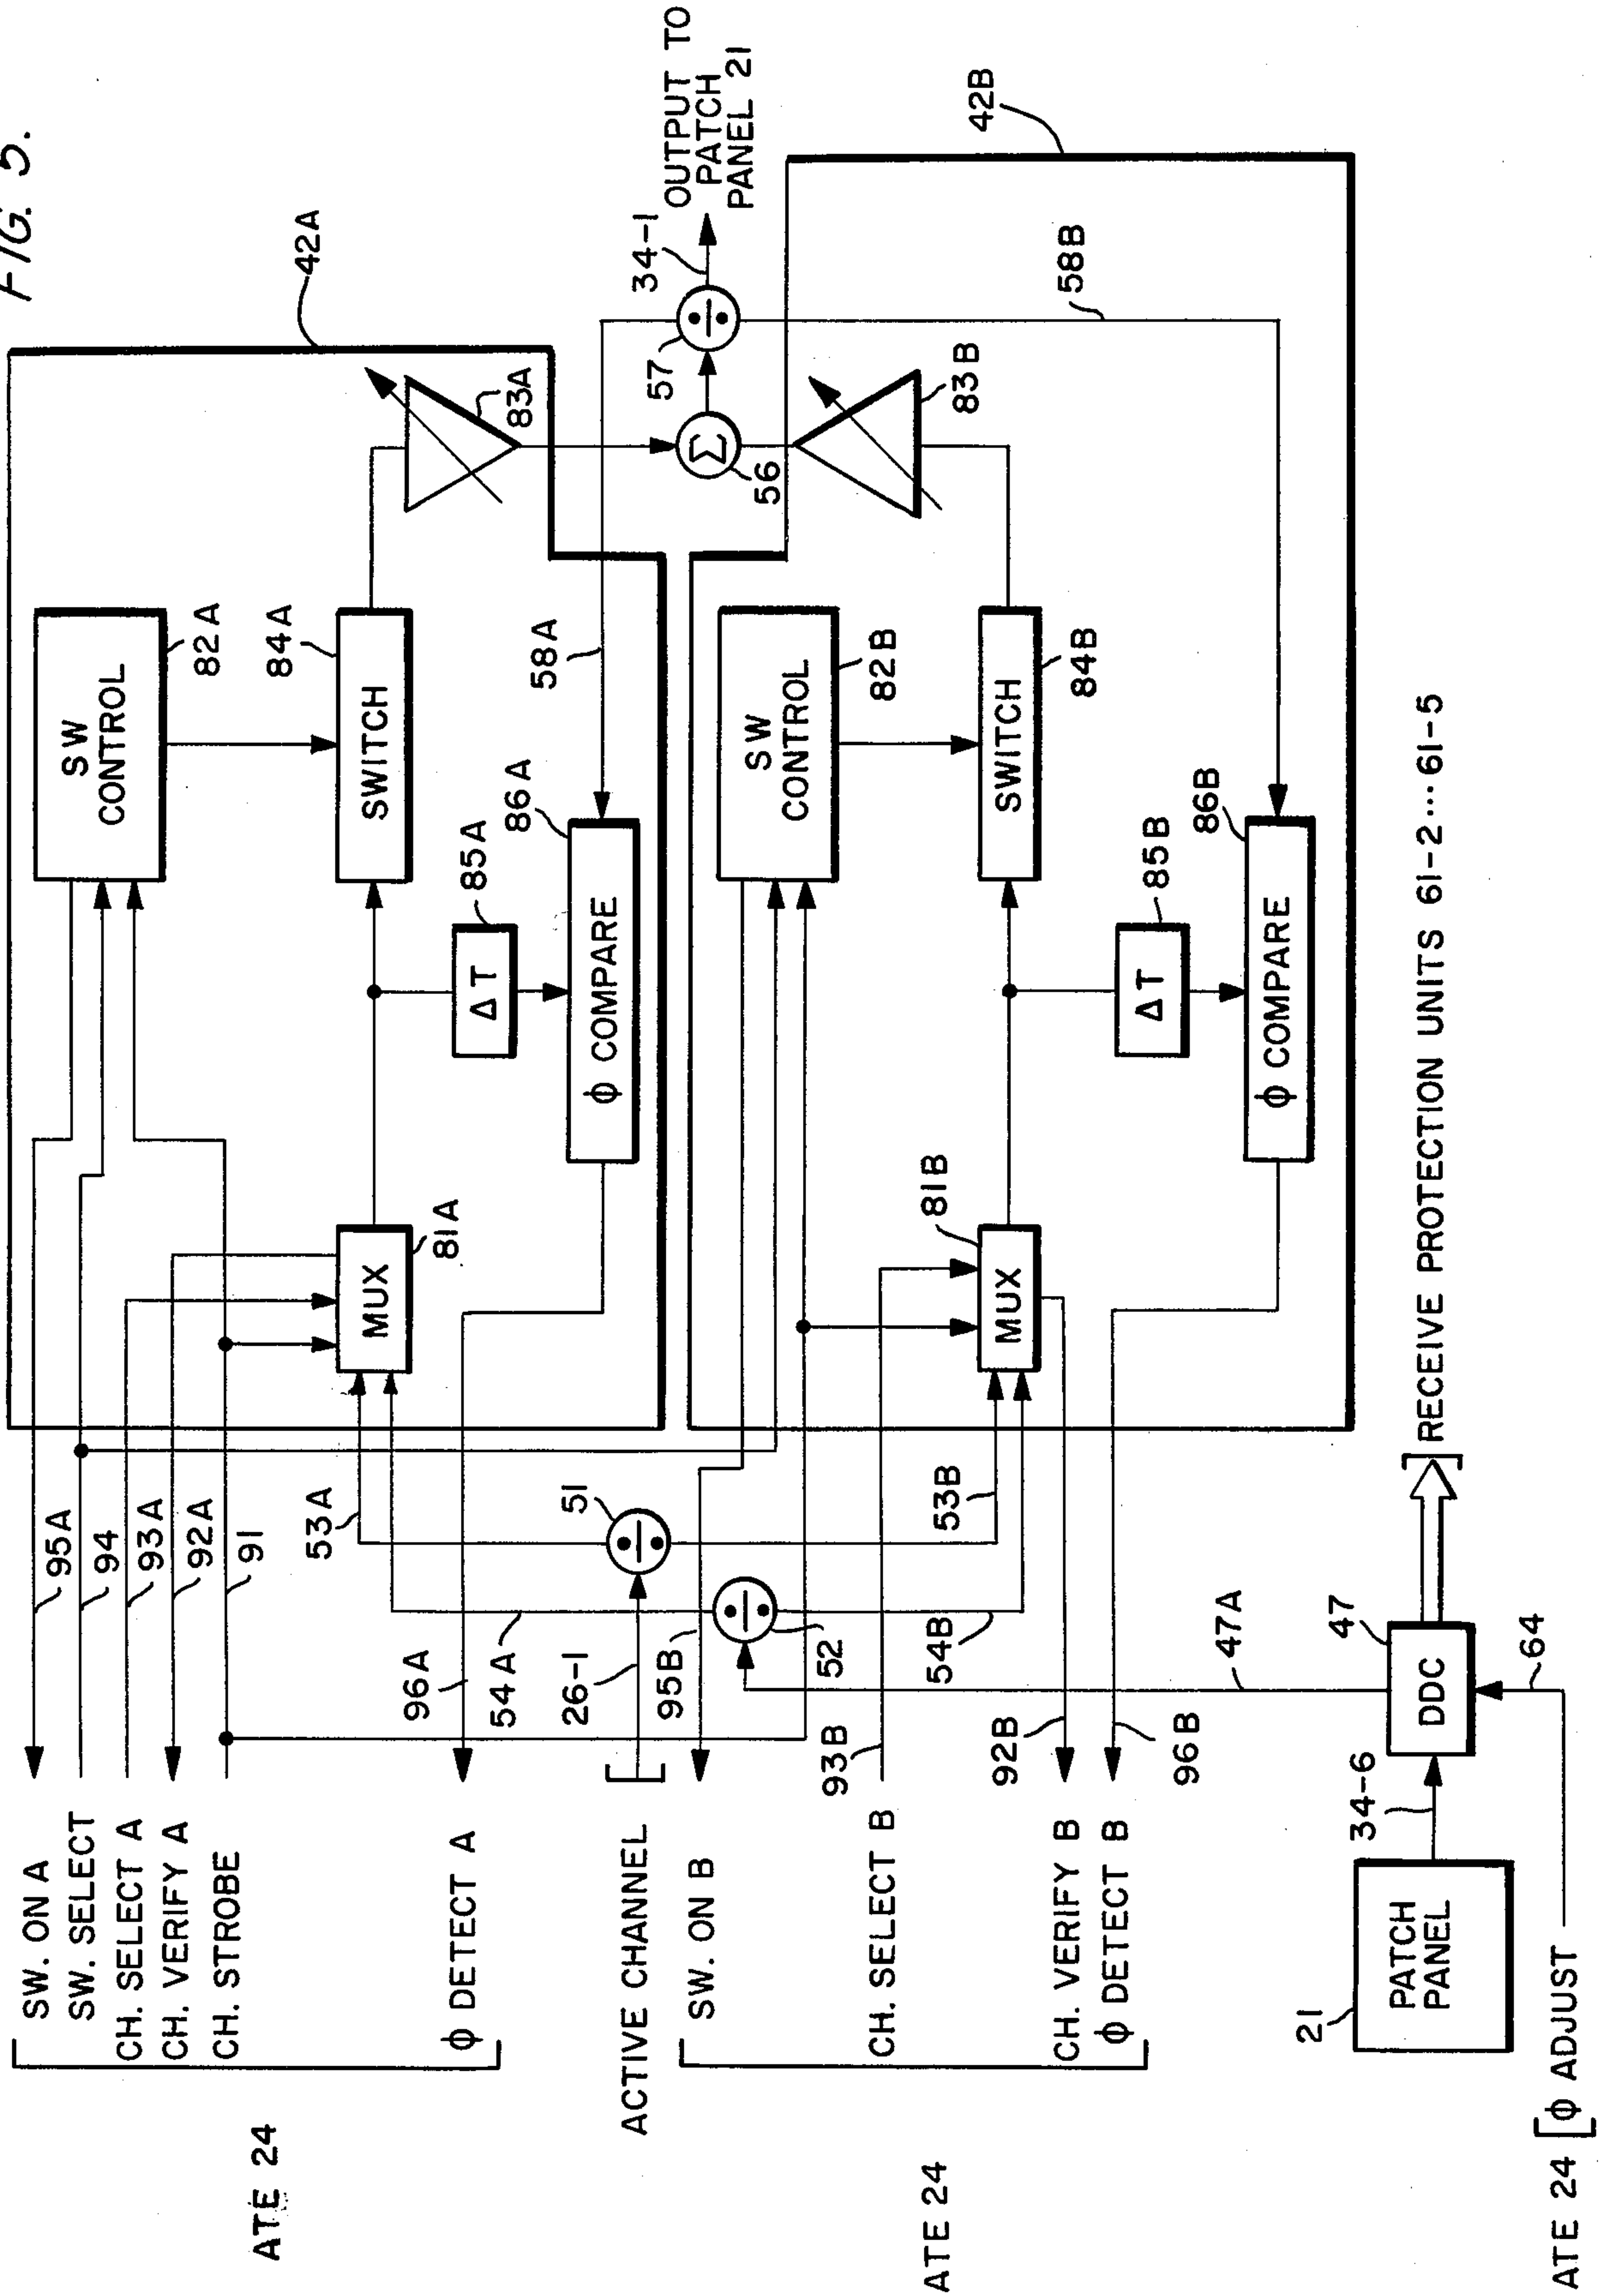 FIG. 5.
SW. ON A
SW. SELECT
CH. SELECT A
CH. VERIFY A
CH. STROBE
ϕ DETECT A
ATE 24
95A
94
93A
92A
91
SW
CONTROL
82A
84A
SWITCH
42A
83A
MUX
81A
ΔT
85A
86A
ϕ COMPARE
58A
53A
51
96A
54A
26-1
ACTIVE CHANNEL
34-1
OUTPUT TO
PATCH
PANEL 21
57
Σ
56
SW. ON B
CH. SELECT B
CH. VERIFY B
ϕ DETECT B
ATE 24
95B
52
93B
54B
53B
92B
96B
SW
CONTROL
82B
SWITCH
84B
83B
42B
58B
MUX
81B
ΔT
85B
86B
ϕ COMPARE
21
PATCH
PANEL
34-6
DDC
47
47A
64
RECEIVE PROTECTION UNITS 61-2... 61-5
ATE 24 [ϕ ADJUST